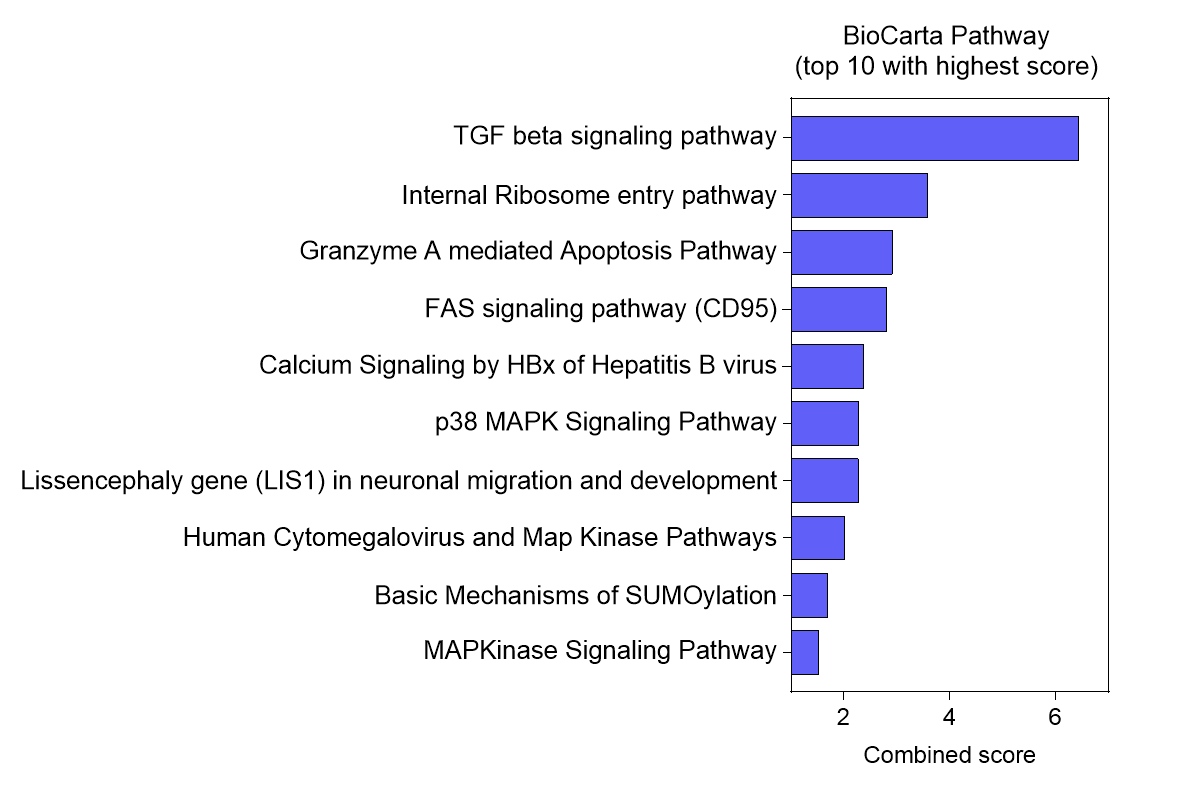 BioCarta Pathway
(top 10 with highest score)
TGF beta signaling pathway
Internal Ribosome entry pathway
Granzyme A mediated Apoptosis Pathway
FAS signaling pathway (CD95)
Calcium Signaling by HBx of Hepatitis B virus
p38 MAPK Signaling Pathway
Lissencephaly gene (LIS1) in neuronal migration and development
Human Cytomegalovirus and Map Kinase Pathways
Basic Mechanisms of SUMOylation
MAPKinase Signaling Pathway
2 4 6
Combined score